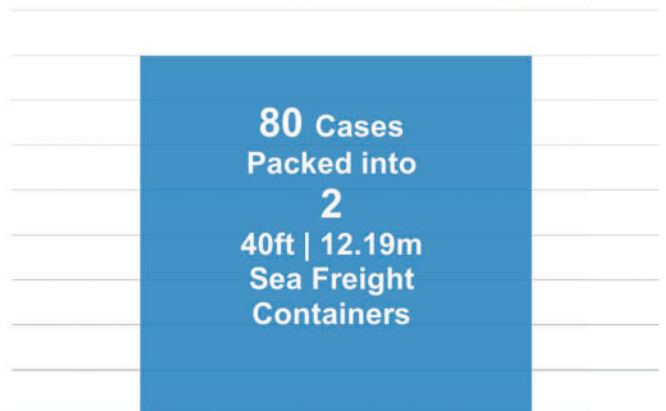 80 Cases
Packed into
2
40ft | 12.19m
Sea Freight
Containers